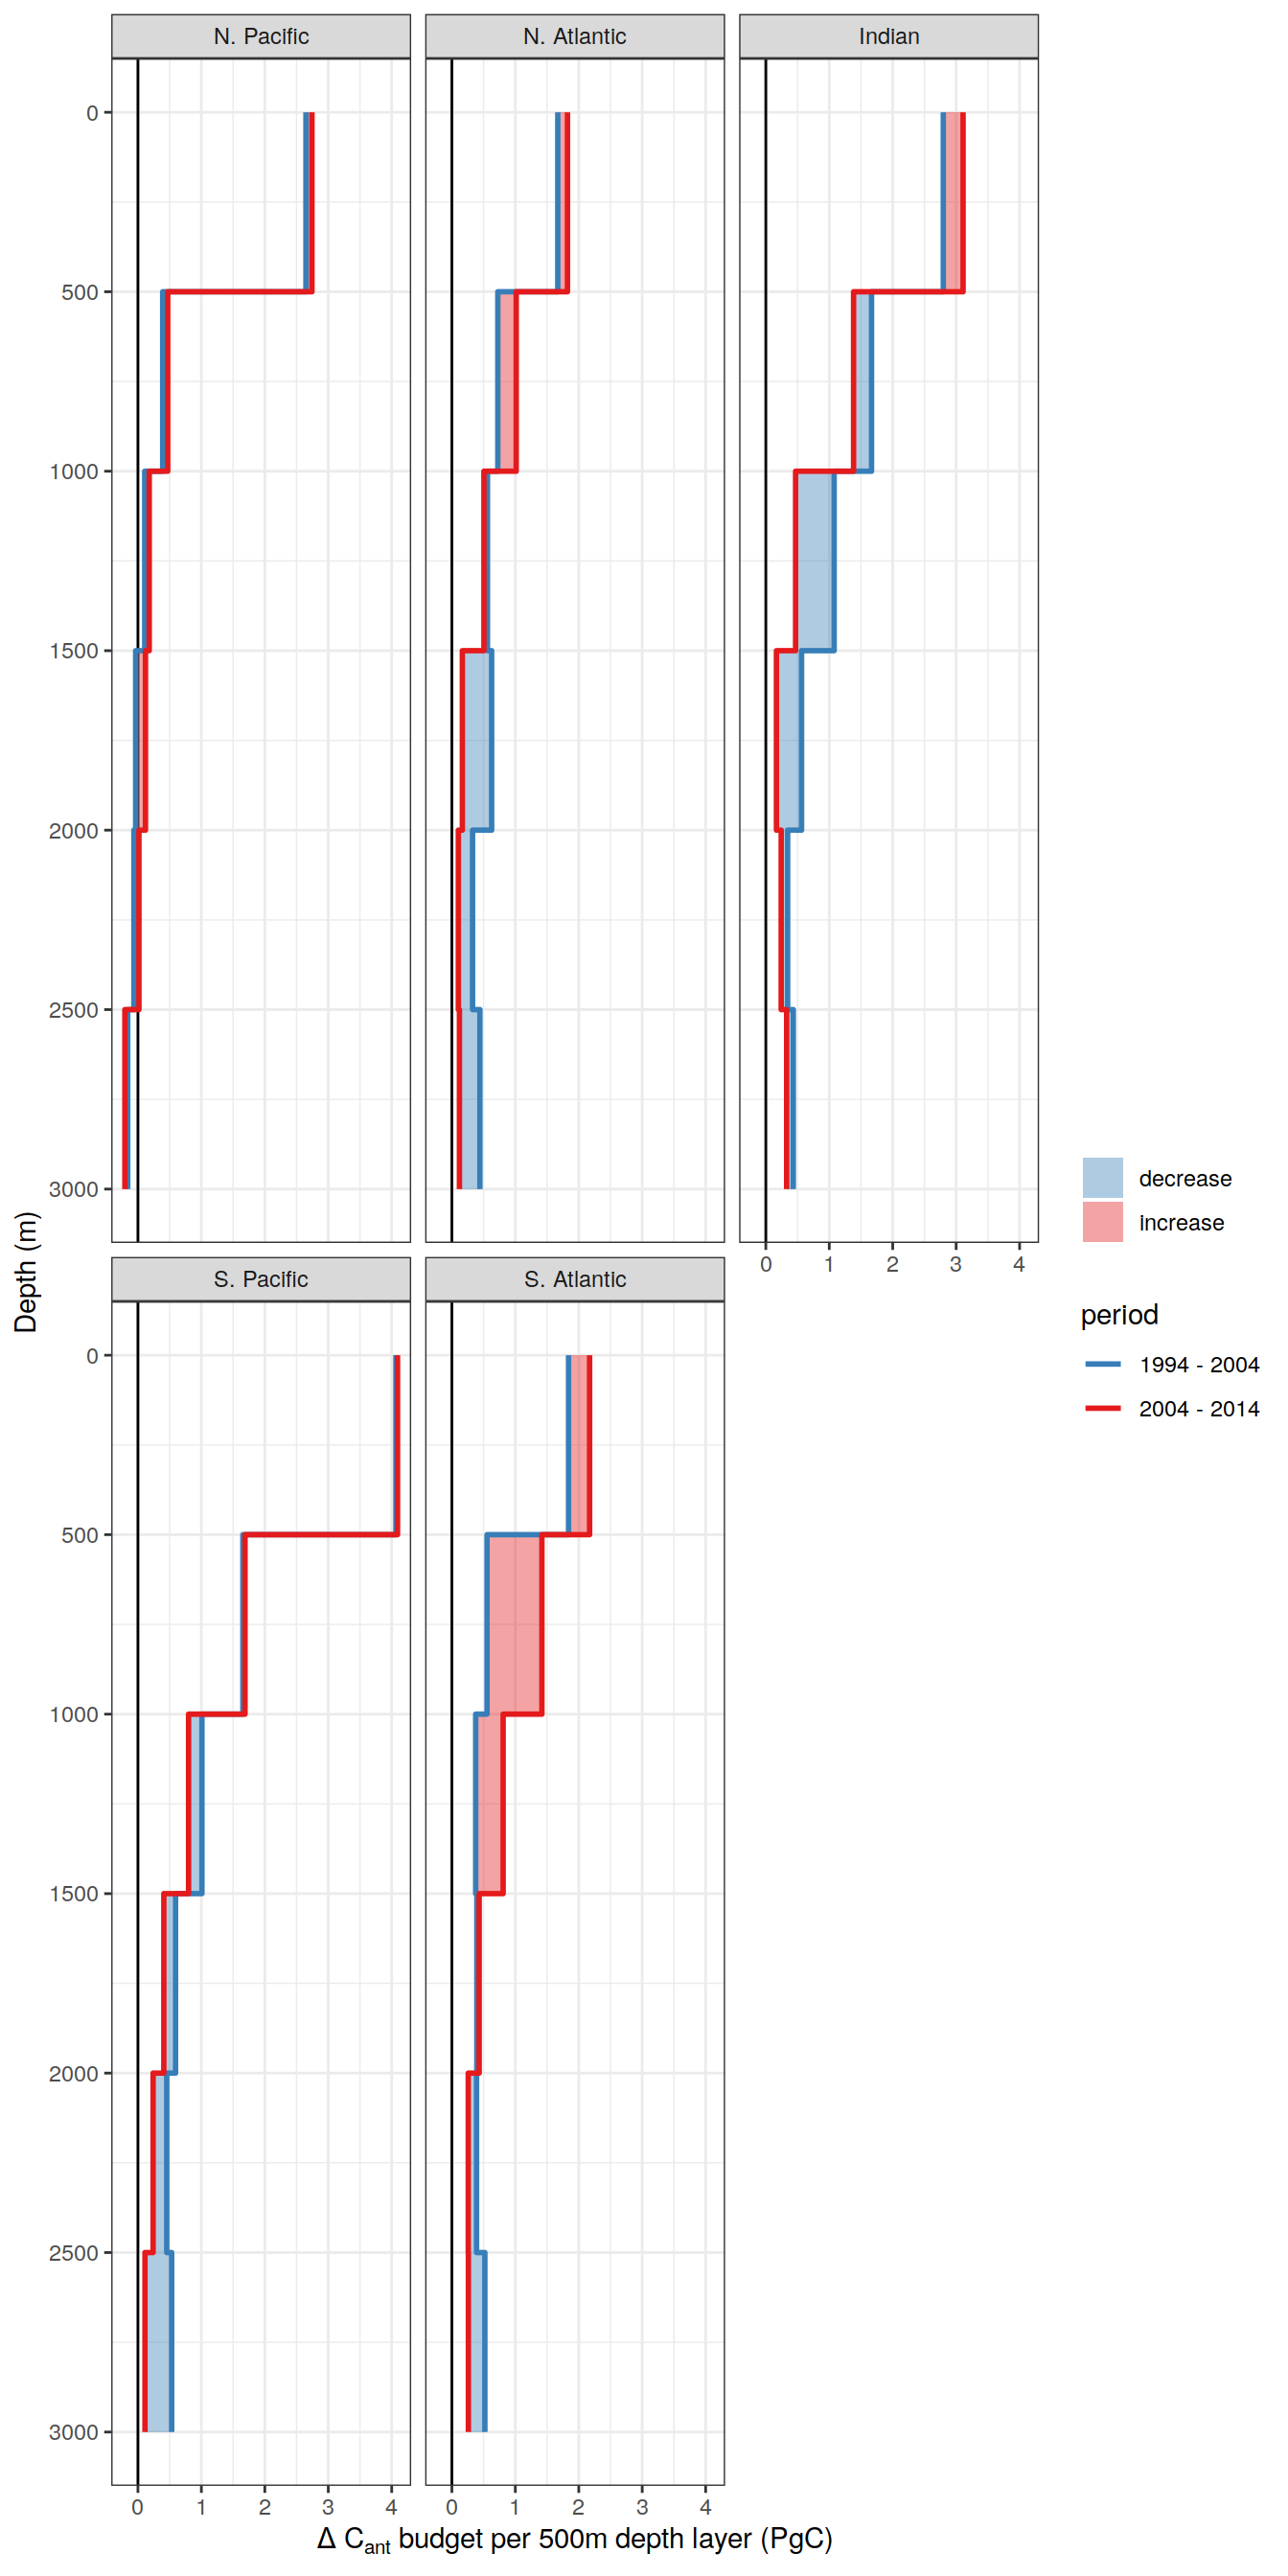 N. Pacific
N. Atlantic
Indian
0
500
1000
1500
2000
2500
3000
0 1 2 3 4
Depth (m)
S. Pacific
S. Atlantic
0
500
1000
1500
2000
2500
3000
0 1 2 3 4
0 1 2 3 4
Δ Cant budget per 500m depth layer (PgC)
decrease
increase
period
1994 - 2004
2004 - 2014